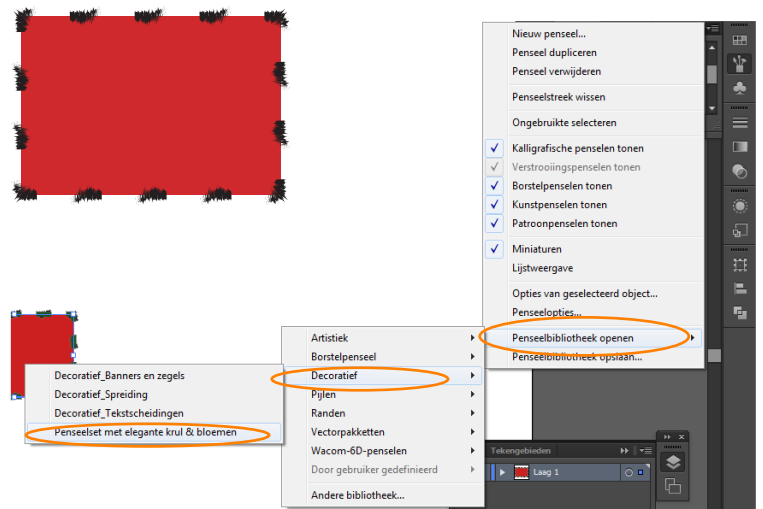 Nieuw penseel...
Penseel dupliceren
Penseel verwijderen
Penseelstreek wissen
Ongebruikte selecteren
Kalligrafische penselen tonen
Verstrooiingspenselen tonen
Borstelpenselen tonen
Kunstpenselen tonen
Patroonpenselen tonen
Miniaturen
Lijstweergave
Opties van geselecteerd object...
Penseelopties...
Penseelbibliotheek openen
Penseelbibliotheek opslaan...
Artistiek
Borstelpenseel
Decoratief
Pijlen
Randen
Vectorpakketten
Wacom-6D-penselen
Door gebruiker gedefinieerd
Andere bibliotheek...
Decoratief_Banners en zegels
Decoratief_Spreiding
Decoratief_Tekstscheidingen
Penseelset met elegante krul & bloemen
Tekengebieden
Laag 1